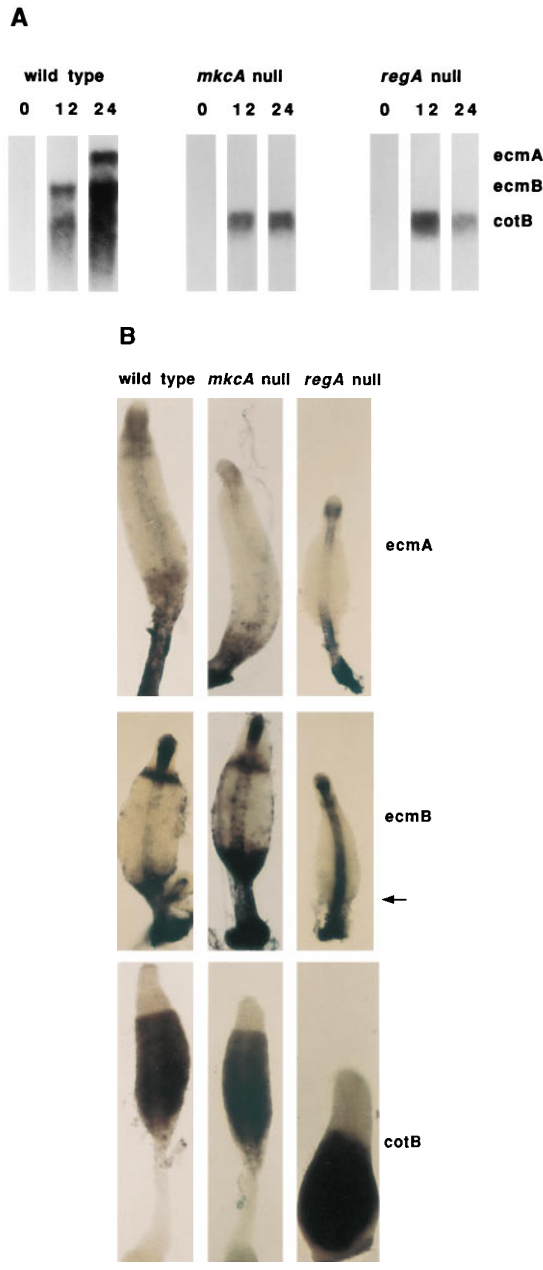 A
wild type mkcA null regA null
0 12 24 0 12 24 0 12 24
ecmA
ecmB
cotB
B
wild type mkcA null regA null
ecmA
ecmB
cotB